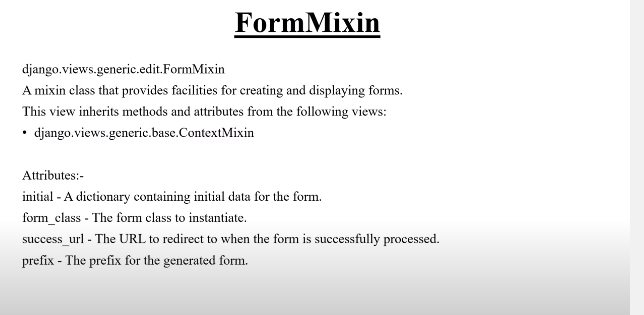 FormMixin
django.views.generic.edit.FormMixin
A mixin class that provides facilities for creating and displaying forms.
This view inherits methods and attributes from the following views:
• django.views.generic.base.ContextMixin
Attributes:-
initial - A dictionary containing initial data for the form.
form_class - The form class to instantiate.
success_url - The URL to redirect to when the form is successfully processed.
prefix - The prefix for the generated form.